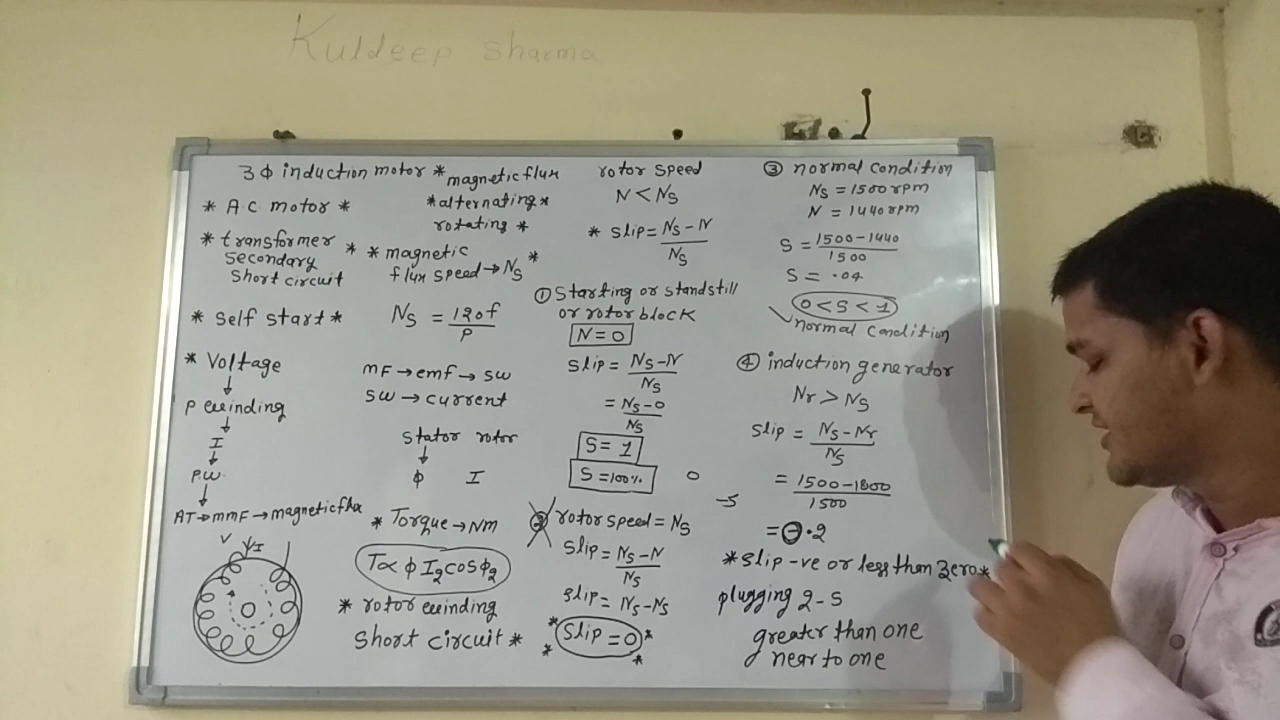 Kuldeep Sharma
3ϕ induction motor
* A C motor *
* transformer *
secondary
short circuit
* self start *
* Voltage
↓
P winding
↓
I
↓
P.W.
↓
AT→mmF→magnetic flux
V I
* magnetic flux
*alternating*
rotating *
* magnetic
flux speed→Ns *
Ns = 120f
P
mF→emf→SW
SW→current
stator rotor
↓
ϕ I
* Torque→Nm
T∝ ϕ I2 cosϕ2
* rotor winding
short circuit *
rotor speed
N < Ns
* slip = Ns-N
Ns
① Starting or standstill
or rotor block
N=0
slip = Ns-N
Ns
= Ns-0
Ns
S= 1
S=100%
0
-S
② rotor speed = Ns
slip = Ns-N
Ns
slip = Ns-Ns
*slip=0*
*
*
③ normal condition
Ns = 1500rpm
N = 1440rpm
S = 1500-1440
1500
S = .04
0<S<1
normal condition
④ induction generator
Nr > Ns
slip = Ns-Nr
Ns
= 1500-1800
1500
= -.2
*slip -ve or less than zero*
plugging 2-S
greater than one
near to one